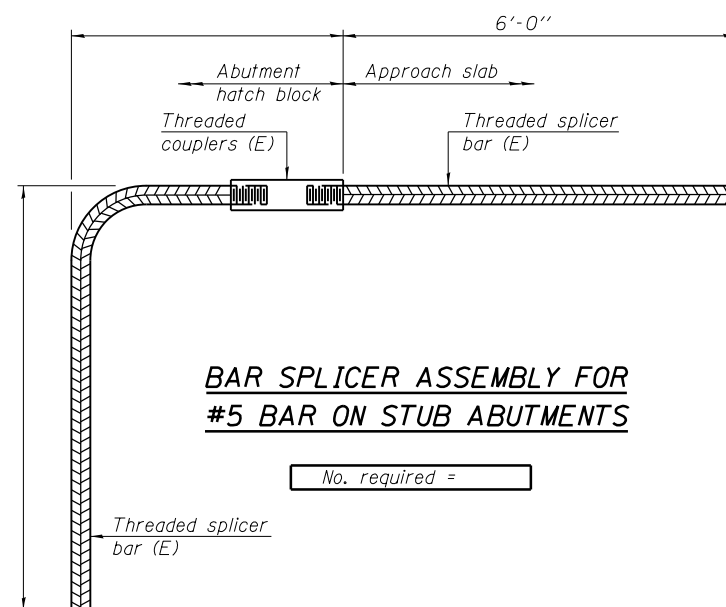 6'-0"
Abutment
hatch block
Approach slab
Threaded
couplers (E)
Threaded splicer
bar (E)
BAR SPLICER ASSEMBLY FOR
#5 BAR ON STUB ABUTMENTS
No. required =
Threaded splicer
bar (E)